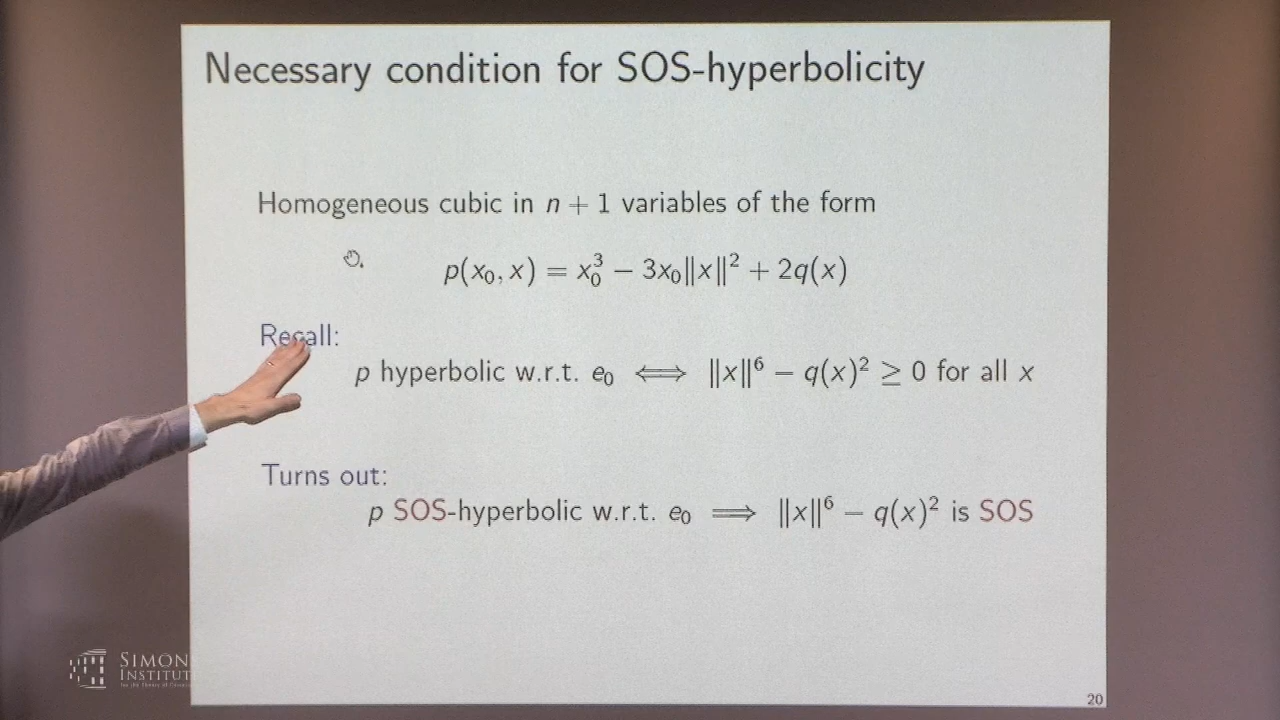 Necessary condition for SOS-hyperbolicity
Homogeneous cubic in n + 1 variables of the form
p(x₀, x) = x₀³ − 3x₀‖x‖² + 2q(x)
Recall:
p hyperbolic w.r.t. e₀ ⟺ ‖x‖⁶ − q(x)² ≥ 0 for all x
Turns out:
p SOS-hyperbolic w.r.t. e₀ ⟹ ‖x‖⁶ − q(x)² is SOS
SIMONS
INSTITUTE
20